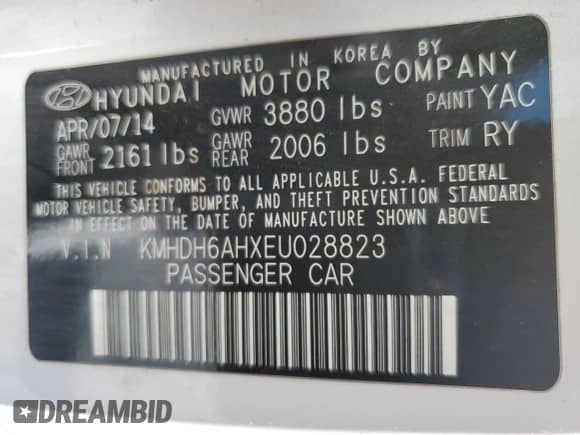 MANUFACTURED IN KOREA BY
HYUNDAI MOTOR COMPANY
APR/07/14 GVWR 3880 lbs PAINT YAC
GAWR FRONT 2161 lbs GAWR REAR 2006 lbs TRIM RY
THIS VEHICLE CONFORMS TO ALL APPLICABLE U.S.A. FEDERAL
MOTOR VEHICLE SAFETY, BUMPER, AND THEFT PREVENTION STANDARDS
IN EFFECT ON THE DATE OF MANUFACTURE SHOWN ABOVE
V.I.N KMHDH6AHXEU028823
PASSENGER CAR
DREAMBID